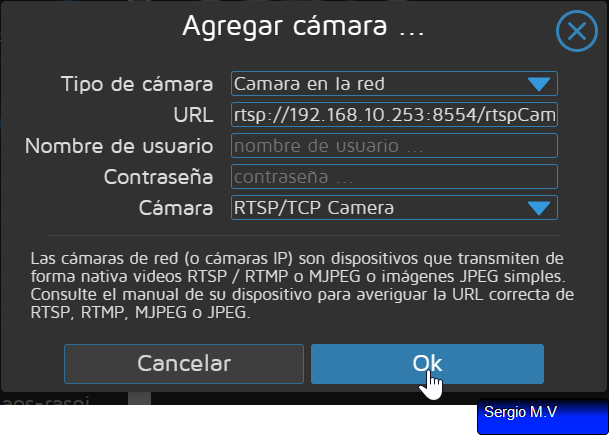 Agregar cámara ...
Tipo de cámara Camara en la red
URL rtsp://192.168.10.253:8554/rtspCam
Nombre de usuario nombre de usuario ...
Contraseña contraseña ...
Cámara RTSP/TCP Camera
Las cámaras de red (o cámaras IP) son dispositivos que transmiten de
forma nativa videos RTSP / RTMP o MJPEG o imágenes JPEG simples.
Consulte el manual de su dispositivo para averiguar la URL correcta de
RTSP, RTMP, MJPEG o JPEG.
Cancelar Ok
Sergio M.V